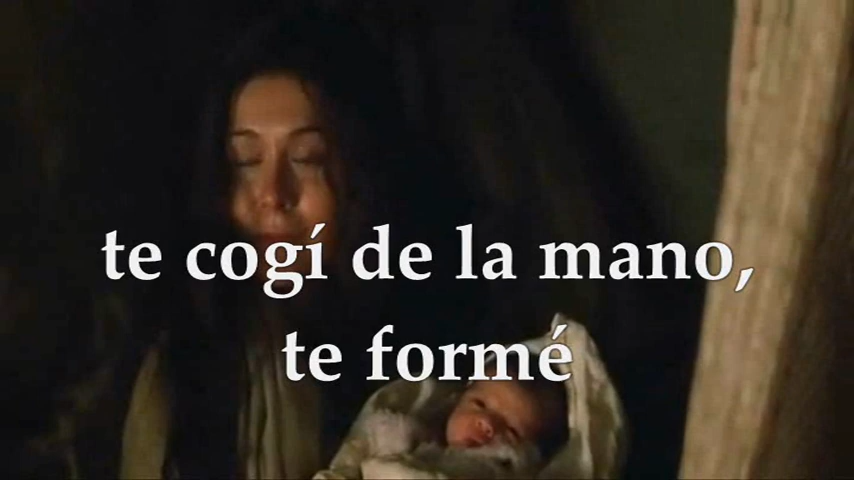 te cogí de la mano,
te formé